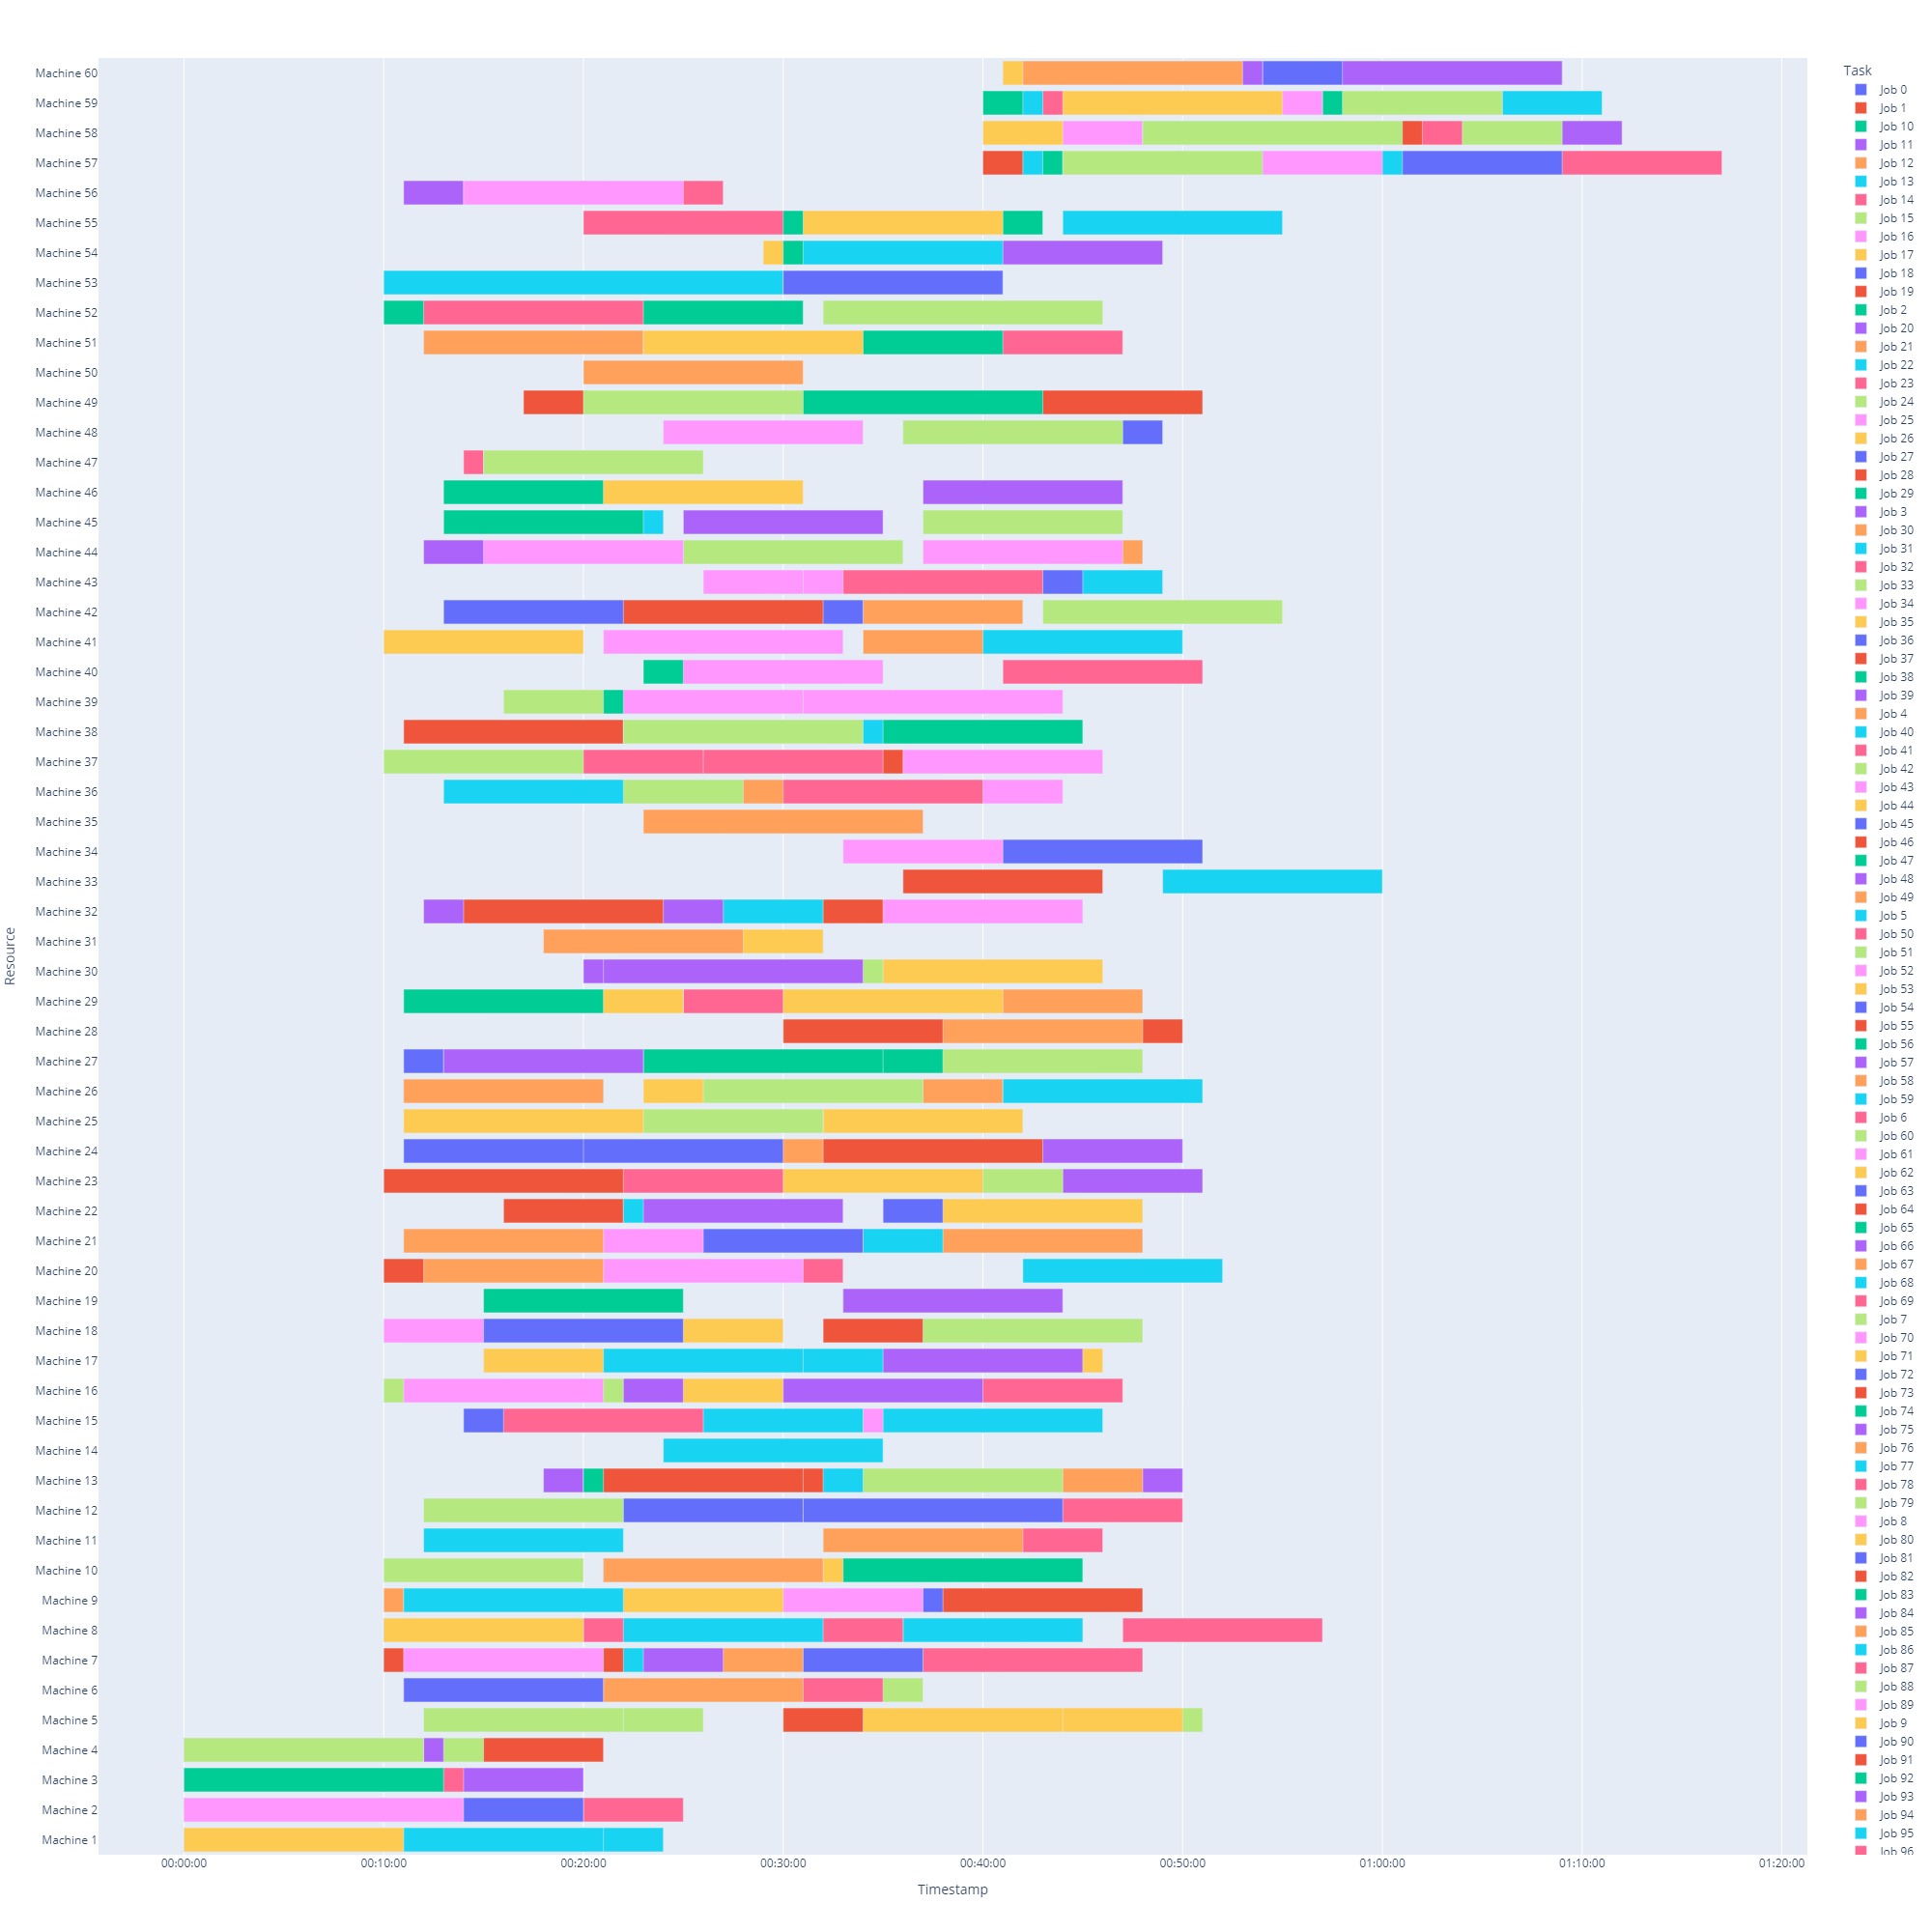 Machine 60
Machine 59
Machine 58
Machine 57
Machine 56
Machine 55
Machine 54
Machine 53
Machine 52
Machine 51
Machine 50
Machine 49
Machine 48
Machine 47
Machine 46
Machine 45
Machine 44
Machine 43
Machine 42
Machine 41
Machine 40
Machine 39
Machine 38
Machine 37
Machine 36
Machine 35
Machine 34
Machine 33
Machine 32
Machine 31
Machine 30
Machine 29
Machine 28
Machine 27
Machine 26
Machine 25
Machine 24
Machine 23
Machine 22
Machine 21
Machine 20
Machine 19
Machine 18
Machine 17
Machine 16
Machine 15
Machine 14
Machine 13
Machine 12
Machine 11
Machine 10
Machine 9
Machine 8
Machine 7
Machine 6
Machine 5
Machine 4
Machine 3
Machine 2
Machine 1
Resource
00:00:00 00:10:00 00:20:00 00:30:00 00:40:00 00:50:00 01:00:00 01:10:00 01:20:00
Timestamp
Task
Job 0
Job 1
Job 10
Job 11
Job 12
Job 13
Job 14
Job 15
Job 16
Job 17
Job 18
Job 19
Job 2
Job 20
Job 21
Job 22
Job 23
Job 24
Job 25
Job 26
Job 27
Job 28
Job 29
Job 3
Job 30
Job 31
Job 32
Job 33
Job 34
Job 35
Job 36
Job 37
Job 38
Job 39
Job 4
Job 40
Job 41
Job 42
Job 43
Job 44
Job 45
Job 46
Job 47
Job 48
Job 49
Job 5
Job 50
Job 51
Job 52
Job 53
Job 54
Job 55
Job 56
Job 57
Job 58
Job 59
Job 6
Job 60
Job 61
Job 62
Job 63
Job 64
Job 65
Job 66
Job 67
Job 68
Job 69
Job 7
Job 70
Job 71
Job 72
Job 73
Job 74
Job 75
Job 76
Job 77
Job 78
Job 79
Job 8
Job 80
Job 81
Job 82
Job 83
Job 84
Job 85
Job 86
Job 87
Job 88
Job 89
Job 9
Job 90
Job 91
Job 92
Job 93
Job 94
Job 95
Job 96